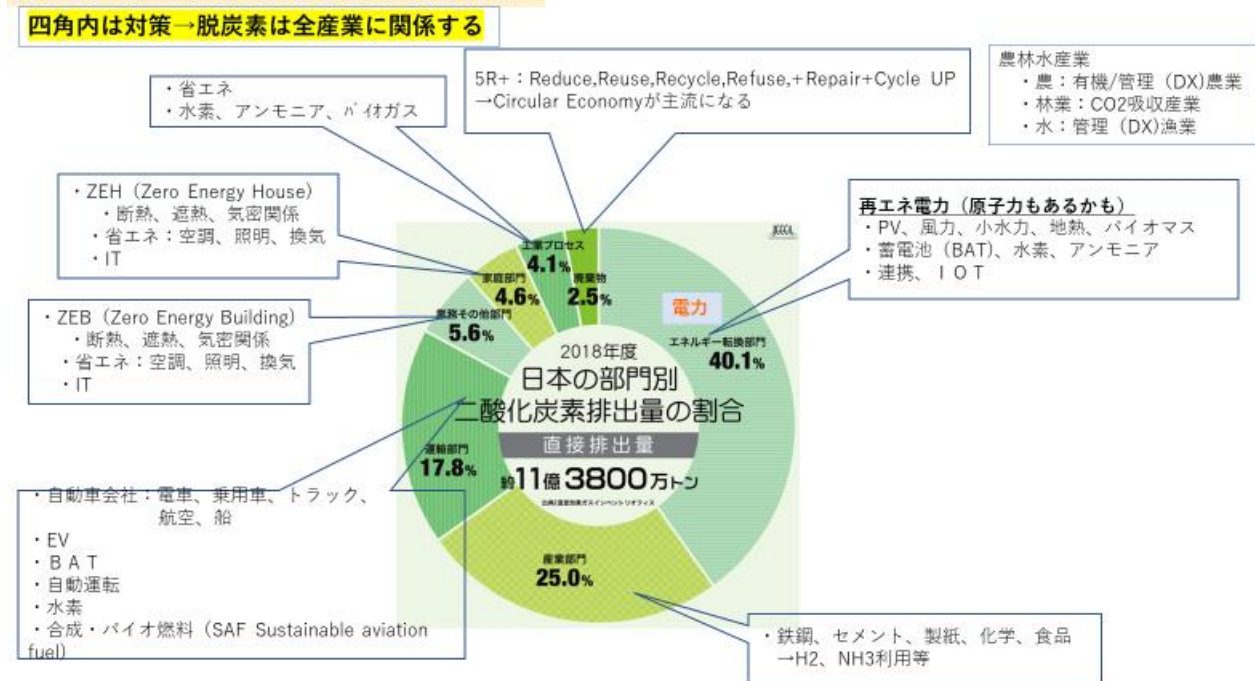 四角内は対策→脱炭素は全産業に関係する
・省エネ
・水素、アンモニア、バイオガス
5R+：Reduce,Reuse,Recycle,Refuse,+Repair+Cycle UP
→Circular Economyが主流になる
農林水産業
・農：有機/管理（DX)農業
・林業：CO2吸収産業
・水：管理（DX)漁業
・ZEH（Zero Energy House）
・断熱、遮熱、気密関係
・省エネ：空調、照明、換気
・IT
再エネ電力（原子力もあるかも）
・PV、風力、小水力、地熱、バイオマス
・蓄電池（BAT)、水素、アンモニア
・連携、ＩＯＴ
・ZEB（Zero Energy Building）
・断熱、遮熱、気密関係
・省エネ：空調、照明、換気
・IT
工業プロセス
4.1%
廃棄物
2.5%
家庭部門
4.6%
業務その他部門
5.6%
電力
エネルギー転換部門
40.1%
2018年度
日本の部門別
二酸化炭素排出量の割合
直接排出量
約11億3800万トン
運輸部門
17.8%
産業部門
25.0%
・自動車会社：電車、乗用車、トラック、
航空、船
・EV
・ＢＡＴ
・自動運転
・水素
・合成・バイオ燃料（SAF Sustainable aviation
fuel)
・鉄鋼、セメント、製紙、化学、食品
→H2、NH3利用等